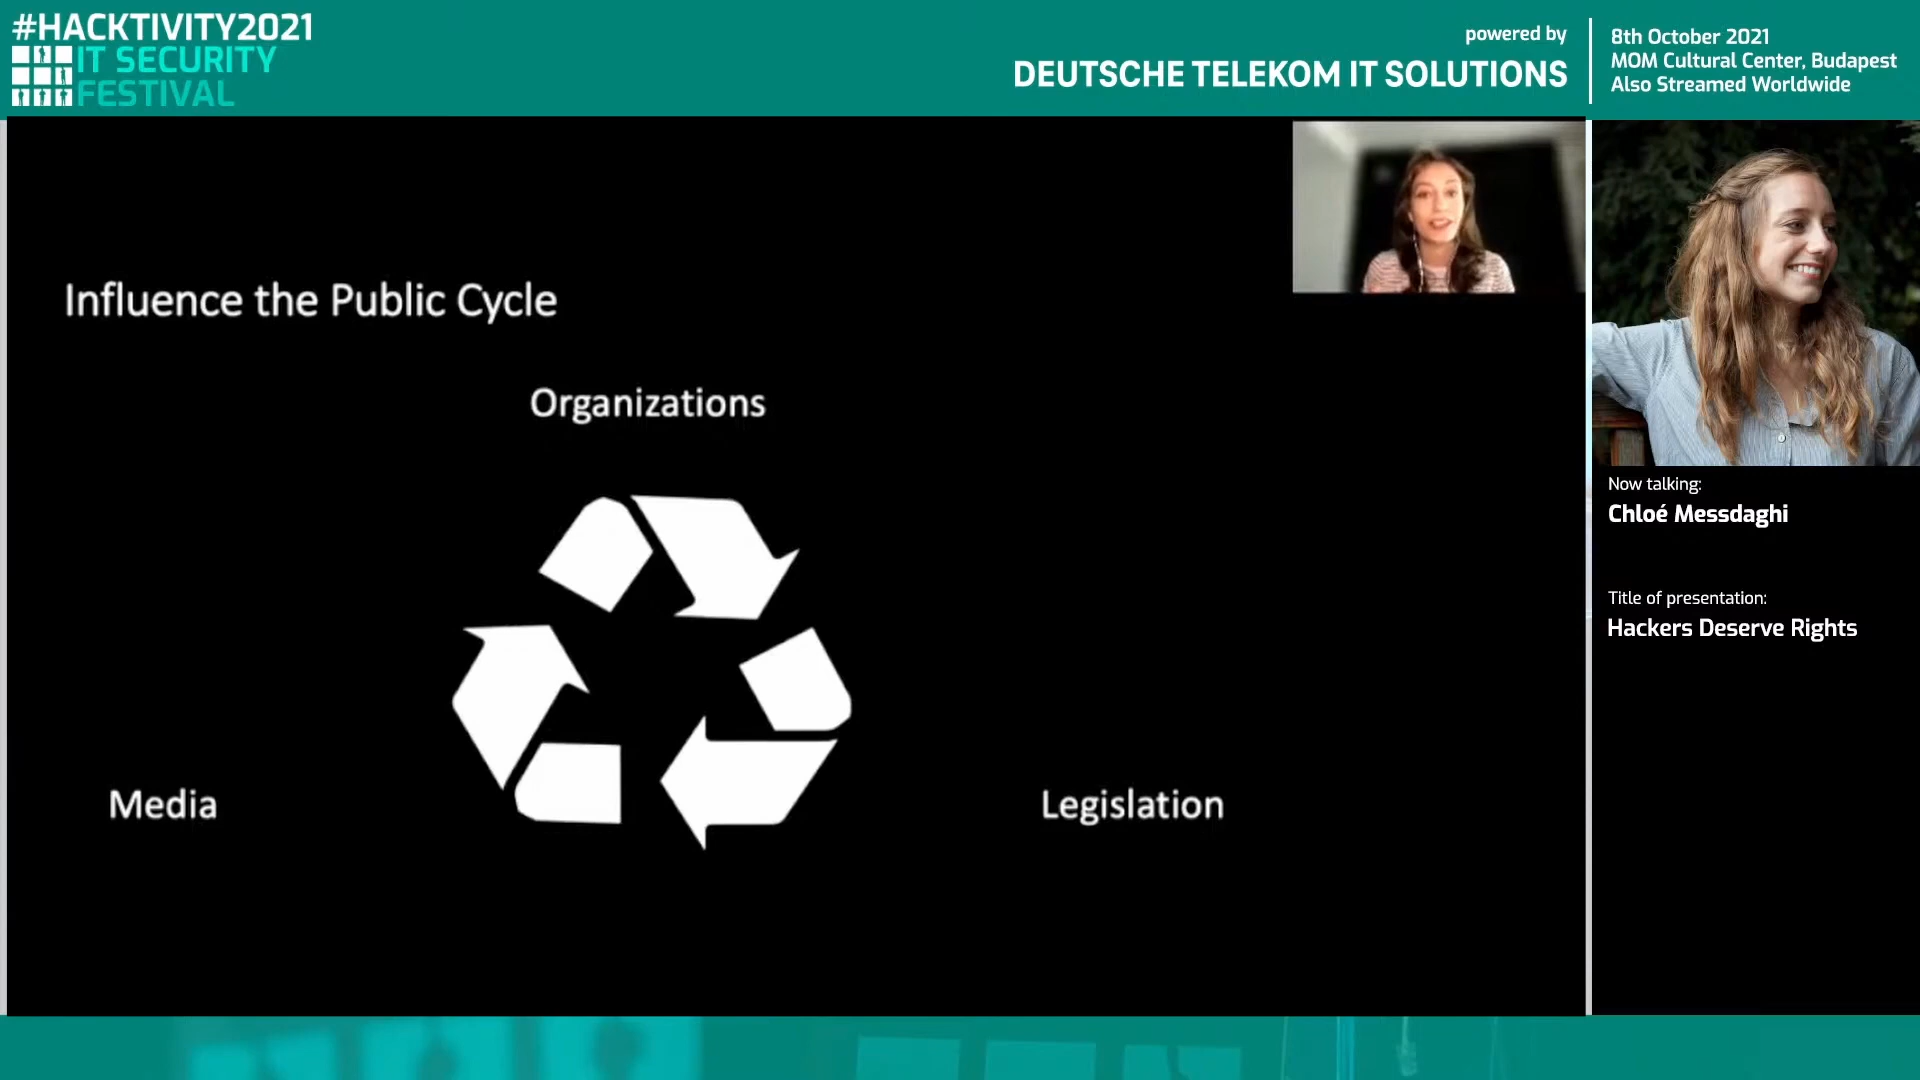 #HACKTIVITY2021
IT SECURITY
FESTIVAL
powered by
DEUTSCHE TELEKOM IT SOLUTIONS
8th October 2021
MOM Cultural Center, Budapest
Also Streamed Worldwide
Influence the Public Cycle
Organizations
Media
Legislation
Now talking:
Chloé Messdaghi
Title of presentation:
Hackers Deserve Rights